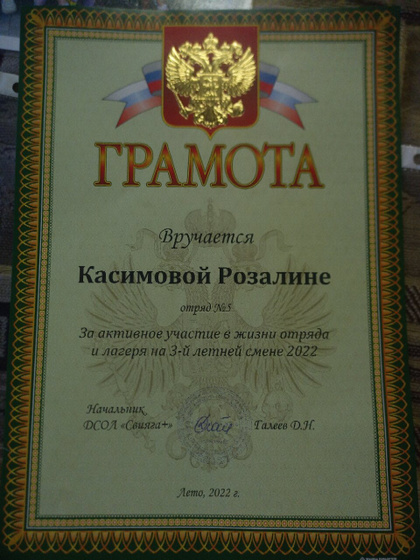 ГРАМОТА
Вручается
Касимовой Розалине
отряд №3
За активное участие в жизни отряда
и лагеря на 3-й летней смене 2022
Начальник
ДСОЛ «Свияга+» Галеев Д.Н.
Лето, 2022 г.